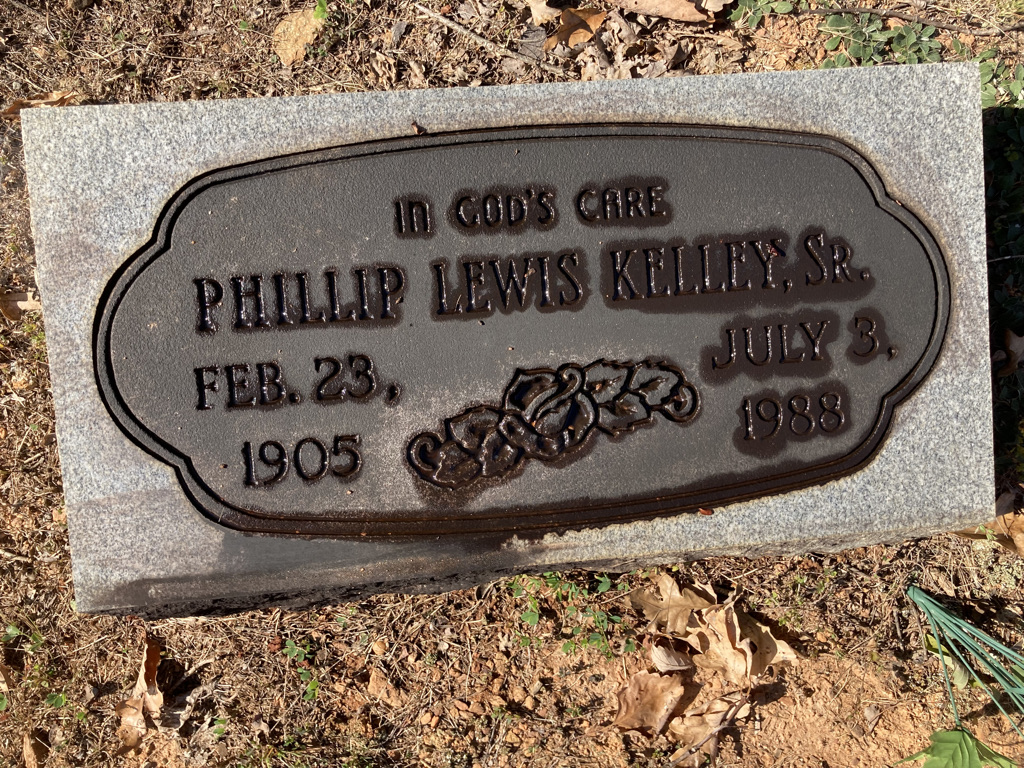 In GOD'S CARE
PHILLIP LEWIS KELLEY, SR.
FEB. 23, JULY 3,
1905 1988